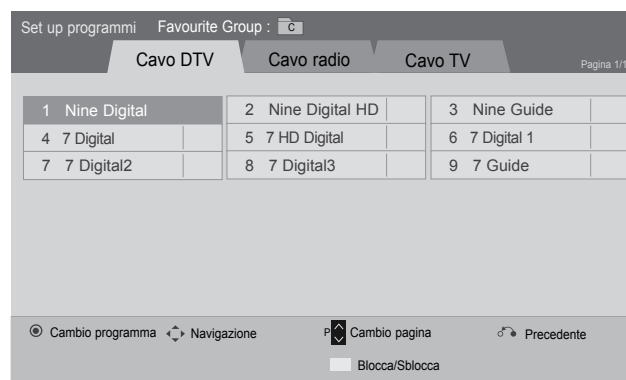 Set up programmi Favourite Group : C
Cavo DTV Cavo radio Cavo TV Pagina 1/1
1 Nine Digital 2 Nine Digital HD 3 Nine Guide
4 7 Digital 5 7 HD Digital 6 7 Digital 1
7 7 Digital2 8 7 Digital3 9 7 Guide
Cambio programma Navigazione P Cambio pagina Precedente
Blocca/Sblocca